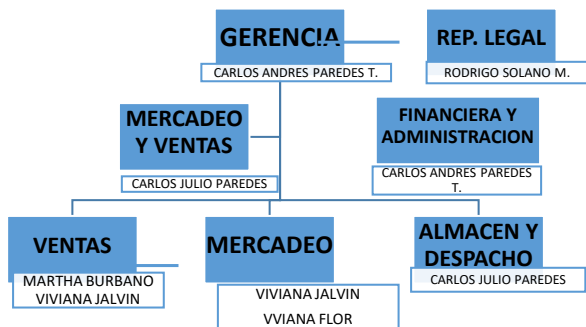 GERENCIA
CARLOS ANDRES PAREDES T.
REP. LEGAL
RODRIGO SOLANO M.
MERCADEO
Y VENTAS
CARLOS JULIO PAREDES
FINANCIERA Y
ADMINISTRACION
CARLOS ANDRES PAREDES
T.
VENTAS
MARTHA BURBANO
VIVIANA JALVIN
MERCADEO
VIVIANA JALVIN
VVIANA FLOR
ALMACEN Y
DESPACHO
CARLOS JULIO PAREDES